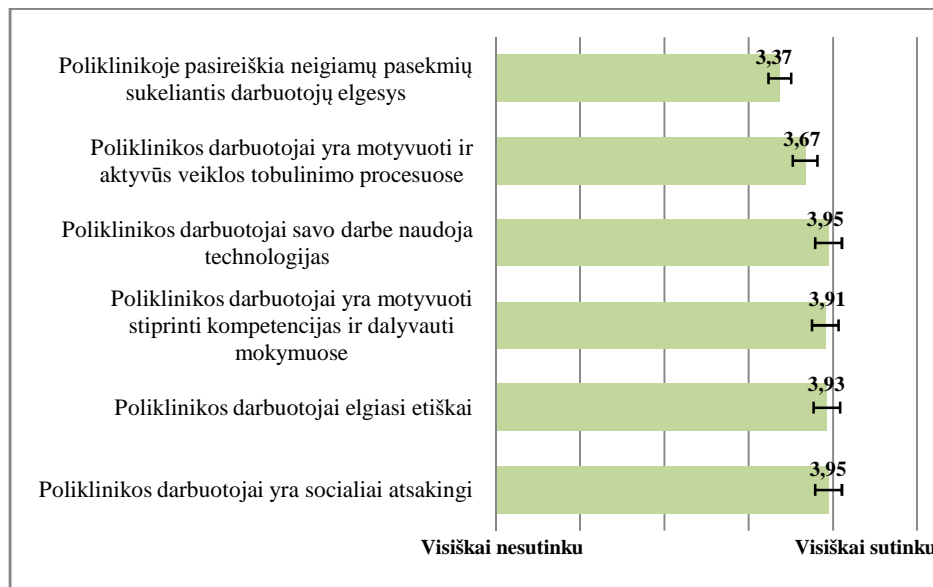 Poliklinikoje pasireiškia neigiamų pasekmių
sukeliantis darbuotojų elgesys
3,37
Poliklinikos darbuotojai yra motyvuoti ir
aktyvūs veiklos tobulinimo procesuose
3,67
Poliklinikos darbuotojai savo darbe naudoja
technologijas
3,95
Poliklinikos darbuotojai yra motyvuoti
stiprinti kompetencijas ir dalyvauti
mokymuose
3,91
Poliklinikos darbuotojai elgiasi etiškai
3,93
Poliklinikos darbuotojai yra socialiai atsakingi
3,95
Visiškai nesutinku
Visiškai sutinku